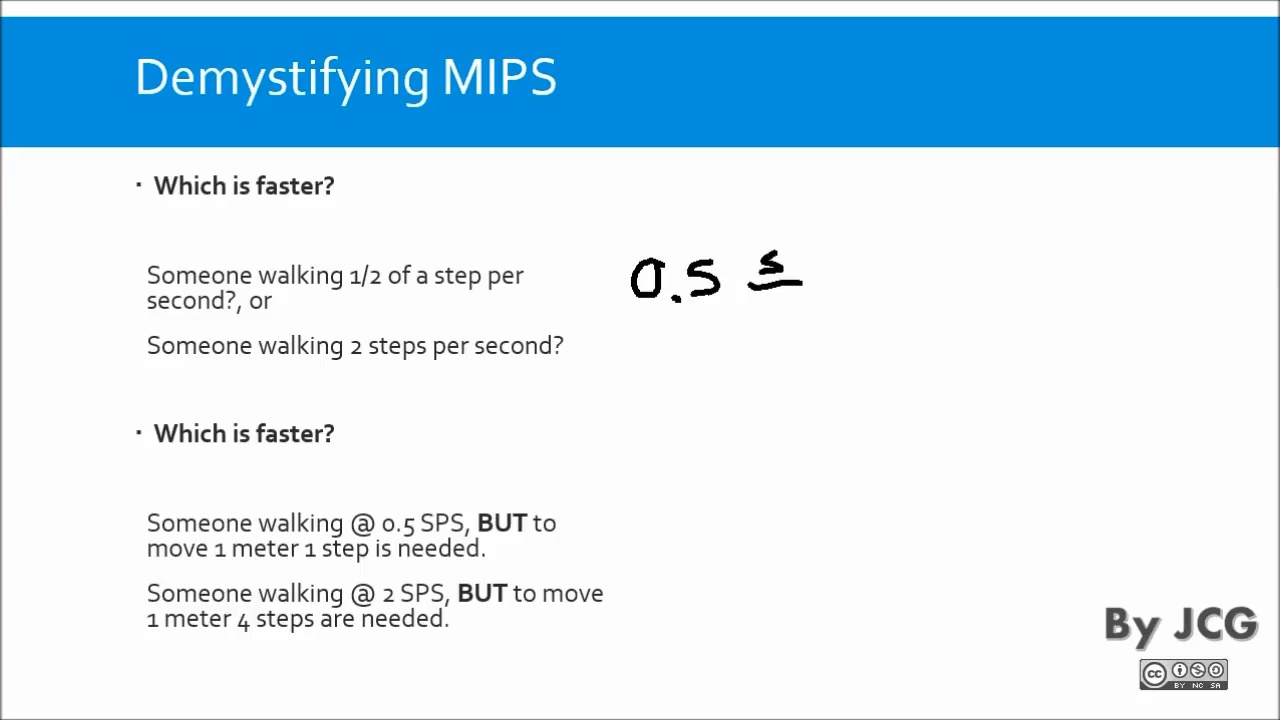 Demystifying MIPS
· Which is faster?
Someone walking 1/2 of a step per
second?, or
0.5 s
Someone walking 2 steps per second?
· Which is faster?
Someone walking @ 0.5 SPS, BUT to
move 1 meter 1 step is needed.
Someone walking @ 2 SPS, BUT to move
1 meter 4 steps are needed.
By JCG
cc
BY NC SA